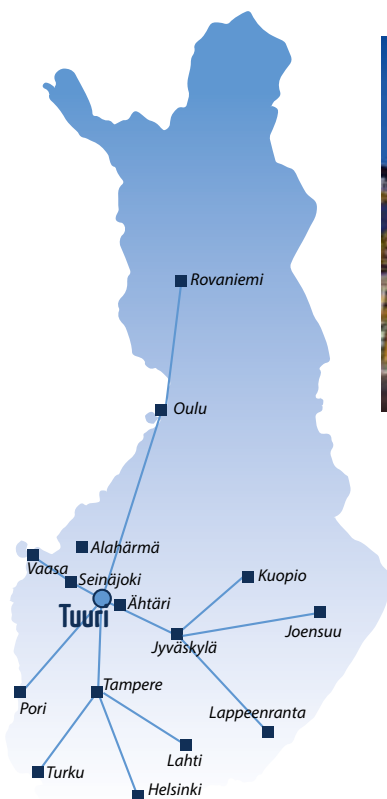 Rovaniemi
Oulu
Alahärmä
Vaasa
Seinäjoki
Kuopio
Ähtäri
Tuuri
Joensuu
Jyväskylä
Tampere
Pori
Lappeenranta
Lahti
Turku
Helsinki